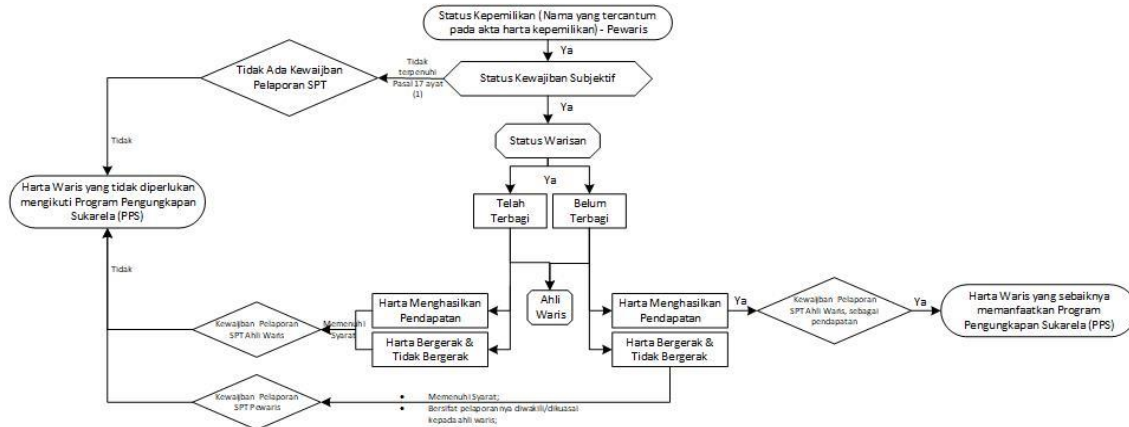 Status Kepemilikan (Nama yang tercantum
pada akta harta kepemilikan) - Pewaris
Ya
Tidak Ada Kewaijban
Pelaporan SPT
Tidak
terpenuhi
Pasal 17 ayat
(1)
Status Kewajiban Subjektif
Ya
Status Warisan
Tidak
Ya
Harta Waris yang tidak diperlukan
mengikuti Program Pengungkapan
Sukarela (PPS)
Telah
Terbagi
Belum
Terbagi
Tidak
Harta Menghasilkan
Pendapatan
Ahli
Waris
Harta Menghasilkan
Pendapatan
Ya
Kewaijban Pelaporan
SPT Ahli Waris, sebagai
pendapatan
Ya
Harta Waris yang sebaiknya
memanfaatkan Program
Pengungkapan Sukarela (PPS)
Kewaijban Pelaporan
SPT Ahli Waris
Memenuhi
Syarat
Harta Bergerak &
Tidak Bergerak
Harta Bergerak &
Tidak Bergerak
Kewaijban Pelaporan
SPT Pewaris
• Memenuhi Syarat;
• Bersifat pelaporannya diwakili/dikuasai
kepada ahli waris;